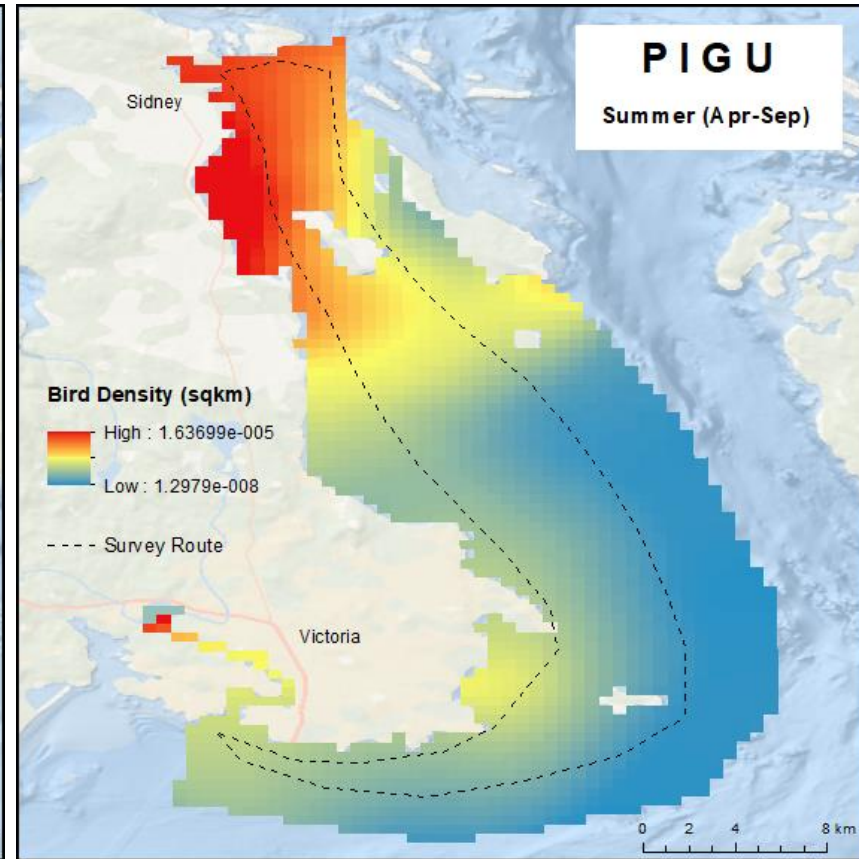 PIGU
Summer (Apr-Sep)
Sidney
Bird Density (sqkm)
High : 1.63699e-005
Low : 1.2979e-008
Survey Route
Victoria
0 2 4 8 km